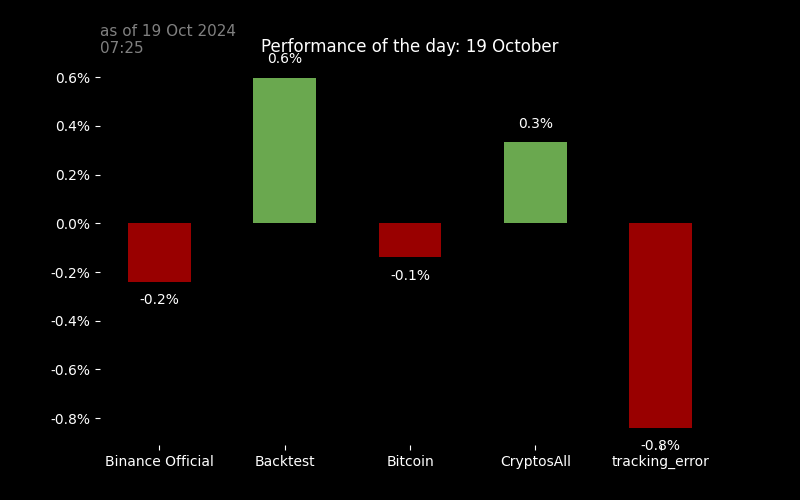 as of 19 Oct 2024
07:25
Performance of the day: 19 October
0.6%
0.6%
0.4%
0.3%
0.2%
0.0%
-0.2%
-0.2%
-0.1%
-0.4%
-0.6%
-0.8%
-0.8%
Binance Official
Backtest
Bitcoin
CryptosAll
tracking_error